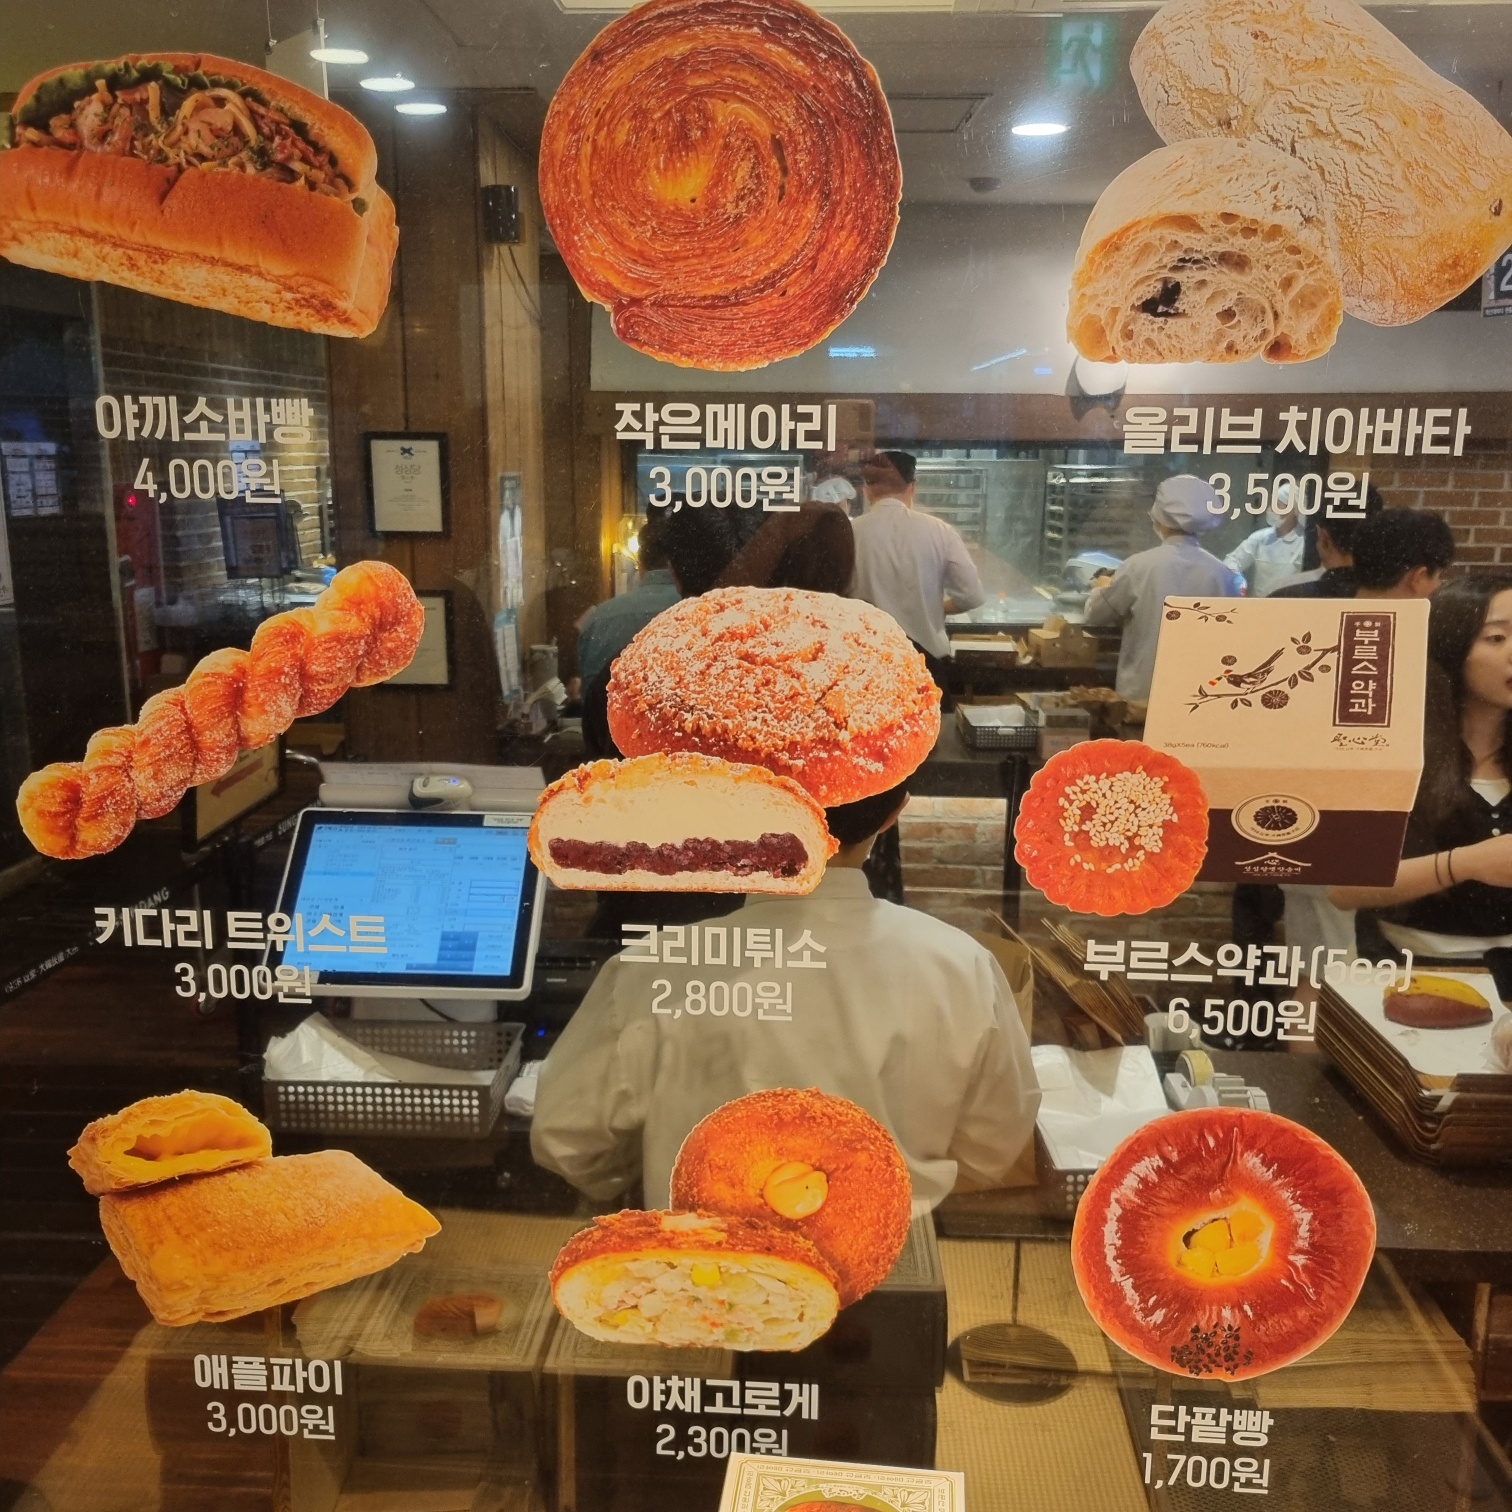 야끼소바빵
4,000원
작은메아리
3,000원
올리브 치아바타
3,500원
키다리 트위스트
3,000원
크리미튀소
2,800원
부르스약과
부르스약과(5ea)
6,500원
애플파이
3,000원
야채고로게
2,300원
단팥빵
1,700원